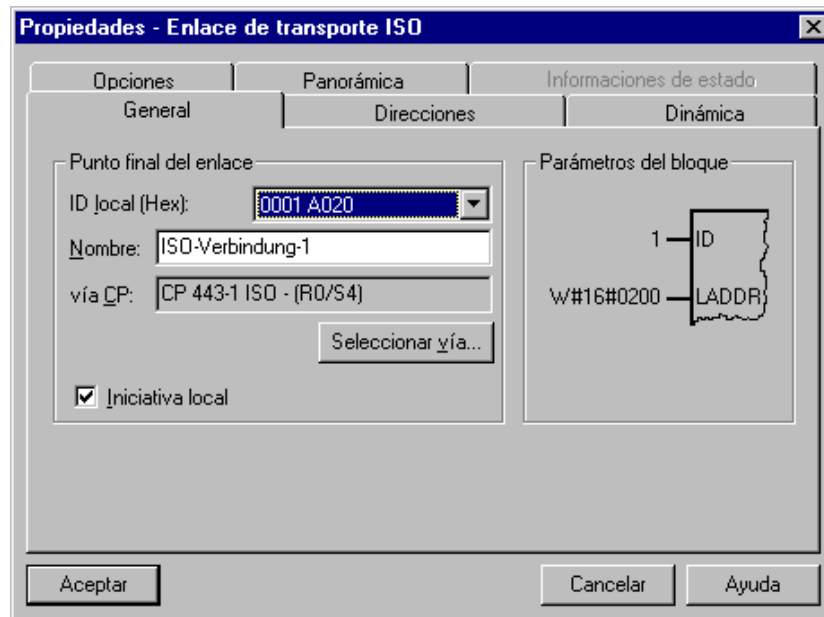 Propiedades - Enlace de transporte ISO
Opciones
Panorámica
Informaciones de estado
General
Direcciones
Dinámica
Punto final del enlace
ID local (Hex):
0001 A020
Nombre:
ISO-Verbindung-1
vía CP:
CP 443-1 ISO - (R0/S4)
Seleccionar vía...
Iniciativa local
Parámetros del bloque
1
ID
W#16#0200
LADDR
Aceptar
Cancelar
Ayuda